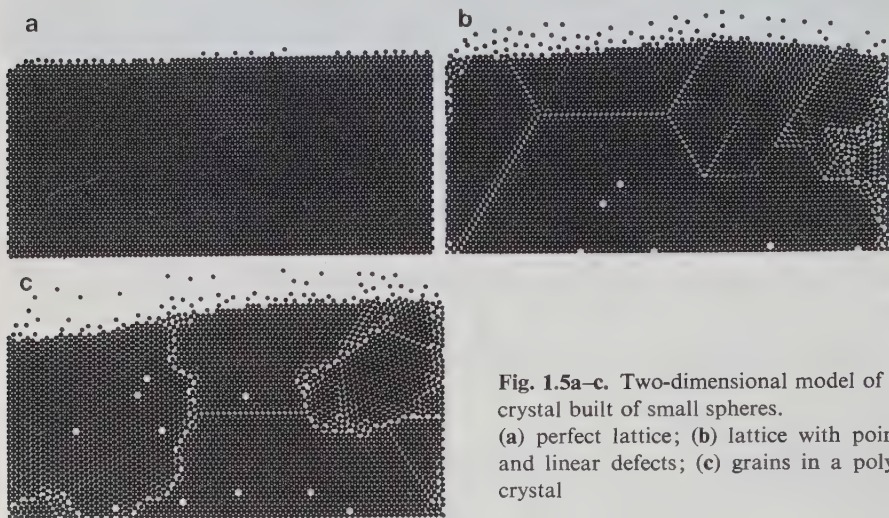 a
b
c
Fig. 1.5a–c. Two-dimensional model of
crystal built of small spheres.
(a) perfect lattice; (b) lattice with poin
and linear defects; (c) grains in a poly
crystal